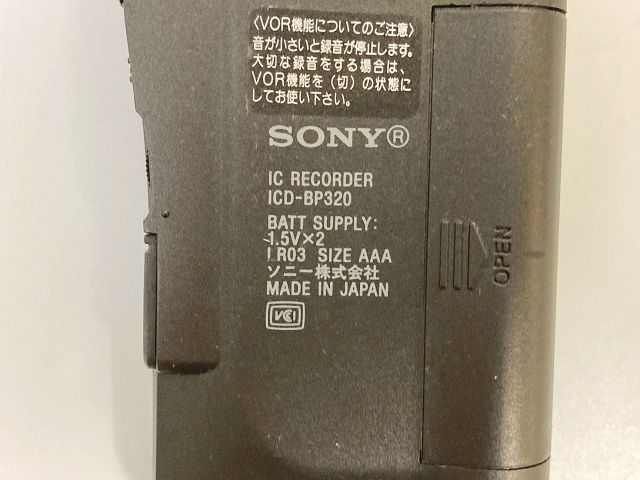 〈VOR機能についてのご注意〉
音が小さいと録音が停止します。
大切な録音をする場合は、
VOR機能を（切）の状態に
してお使い下さい。
SONY®
IC RECORDER
ICD-BP320
BATT SUPPLY:
1.5V×2
LR03 SIZE AAA
ソニー株式会社
MADE IN JAPAN
VCI
OPEN